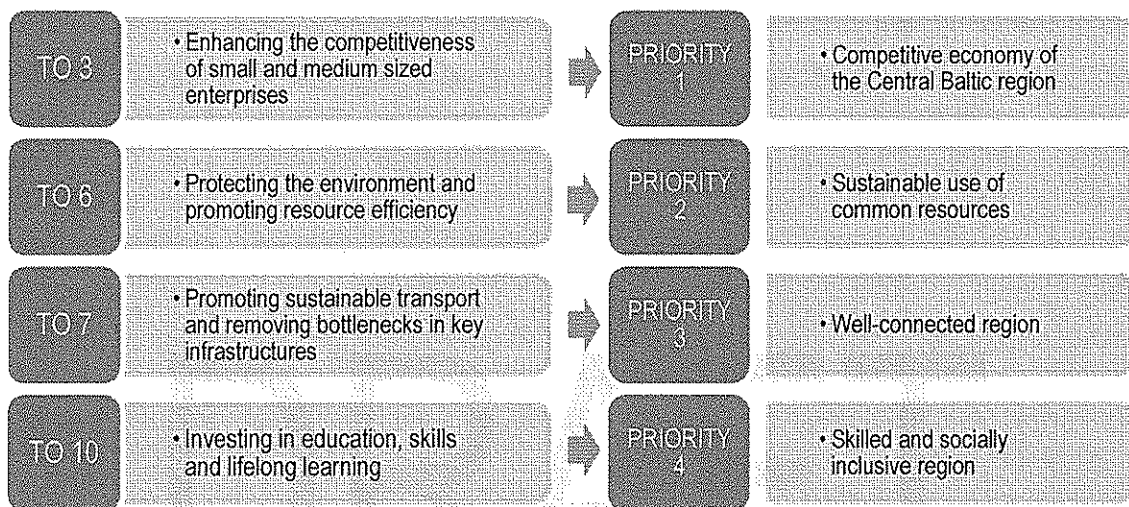 TO 3
• Enhancing the competitiveness
of small and medium sized
enterprises
PRIORITY
1
• Competitive economy of
the Central Baltic region
TO 6
• Protecting the environment and
promoting resource efficiency
PRIORITY
2
• Sustainable use of
common resources
TO 7
• Promoting sustainable transport
and removing bottlenecks in key
infrastructures
PRIORITY
3
• Well-connected region
TO 10
• Investing in education, skills
and lifelong learning
PRIORITY
4
• Skilled and socially
inclusive region